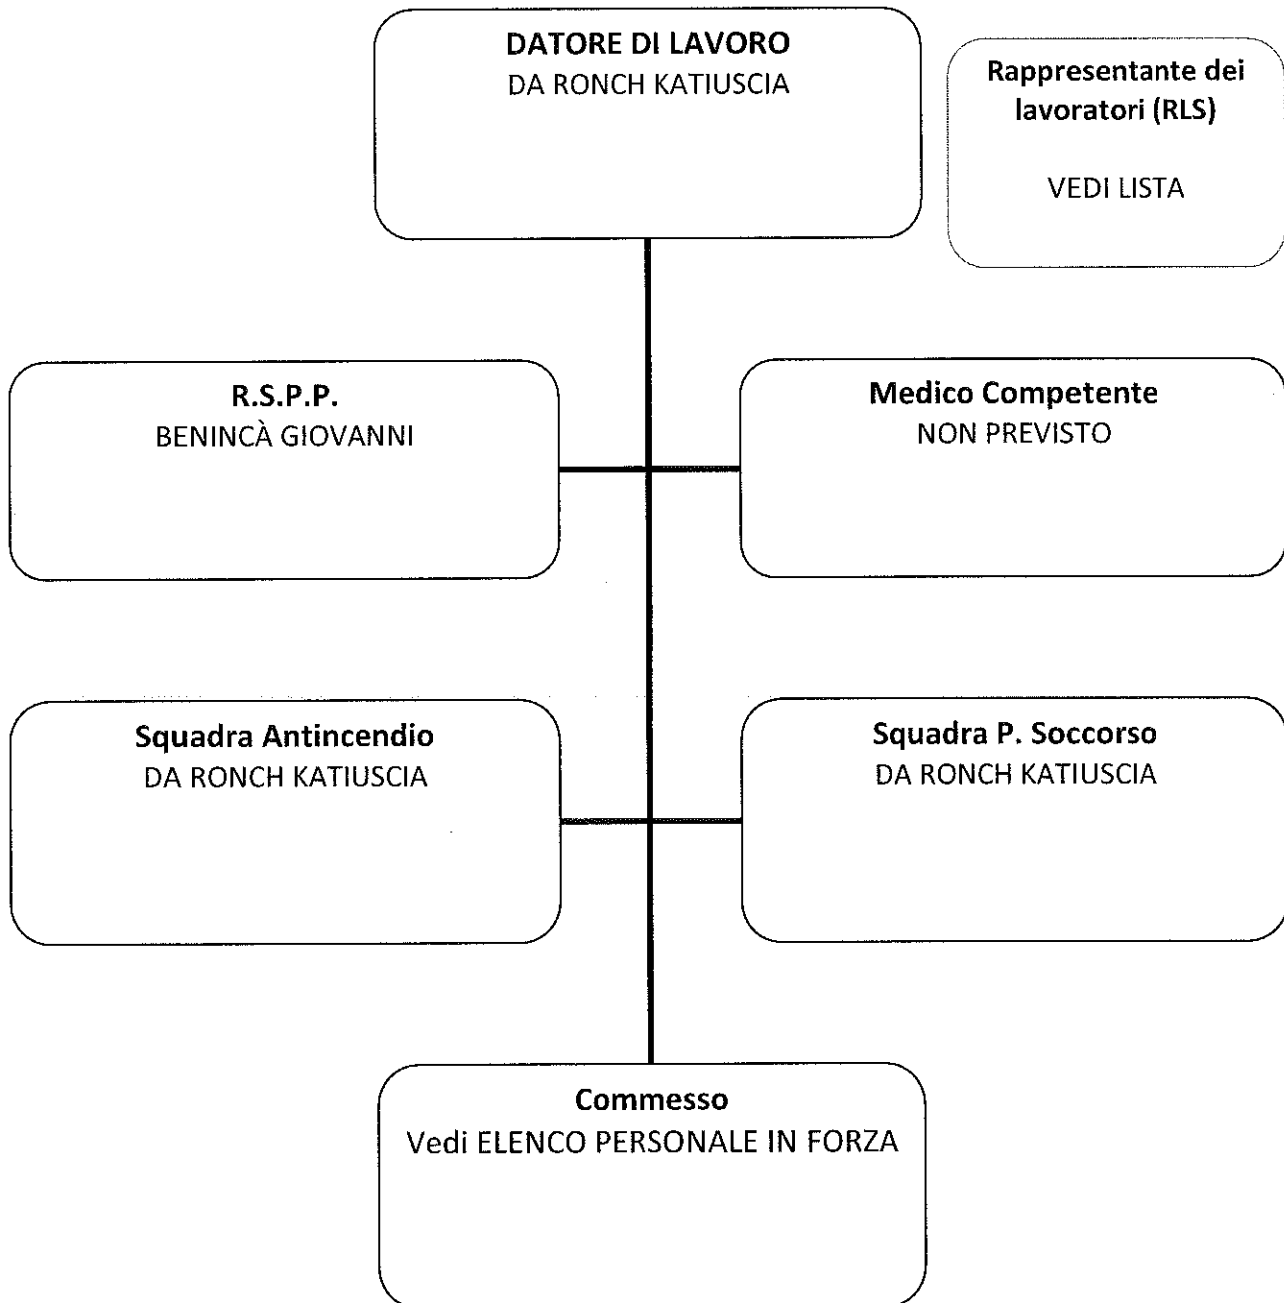 DATORE DI LAVORO
DA RONCH KATIUSCIA
Rappresentante dei
lavoratori (RLS)
VEDI LISTA
R.S.P.P.
BENINCÀ GIOVANNI
Medico Competente
NON PREVISTO
Squadra Antincendio
DA RONCH KATIUSCIA
Squadra P. Soccorso
DA RONCH KATIUSCIA
Commesso
Vedi ELENCO PERSONALE IN FORZA